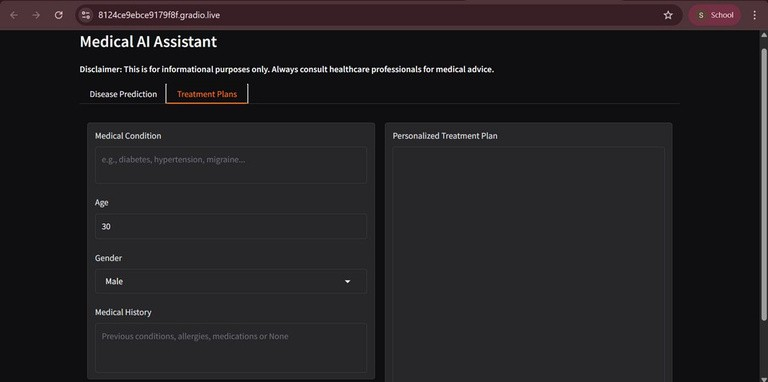 8124ce9ebce9179f8f.gradio.live
S School
Medical AI Assistant
Disclaimer: This is for informational purposes only. Always consult healthcare professionals for medical advice.
Disease Prediction Treatment Plans
Medical Condition
e.g., diabetes, hypertension, migraine...
Age
30
Gender
Male
Medical History
Previous conditions, allergies, medications or None
Personalized Treatment Plan